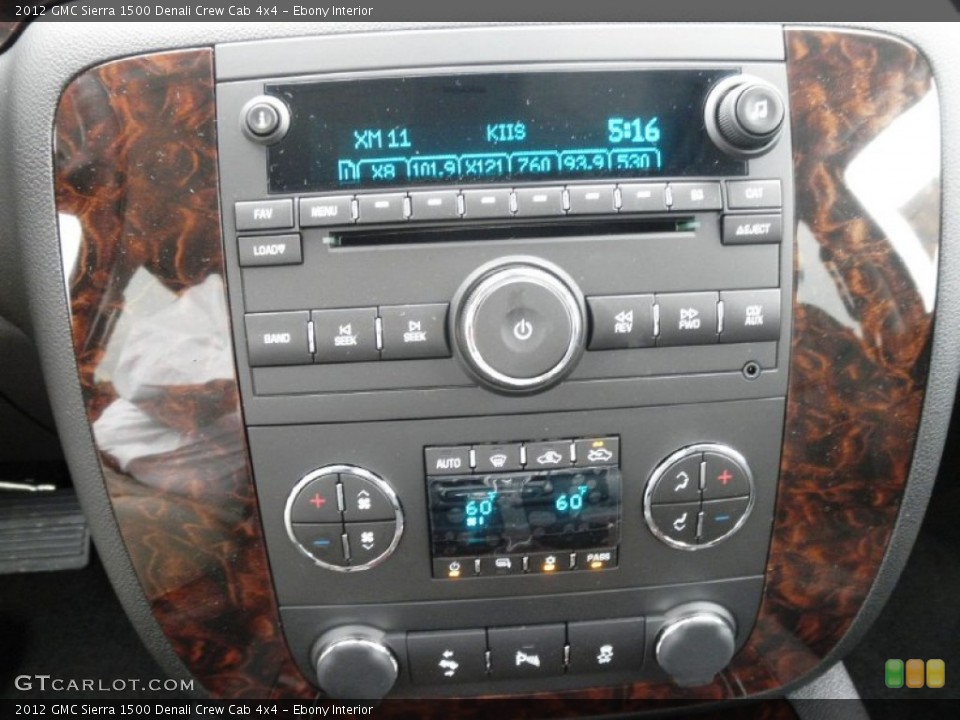 2012 GMC Sierra 1500 Denali Crew Cab 4x4 - Ebony Interior
XM 11 KIIS 5:16
X8 101.9 X121 760 93.9 530
FAV MENU CAT
LOAD EJECT
BAND SEEK SEEK REV FWD CD/AUX
AUTO
60° 60°
PASS
GTCARLOT.COM
2012 GMC Sierra 1500 Denali Crew Cab 4x4 - Ebony Interior